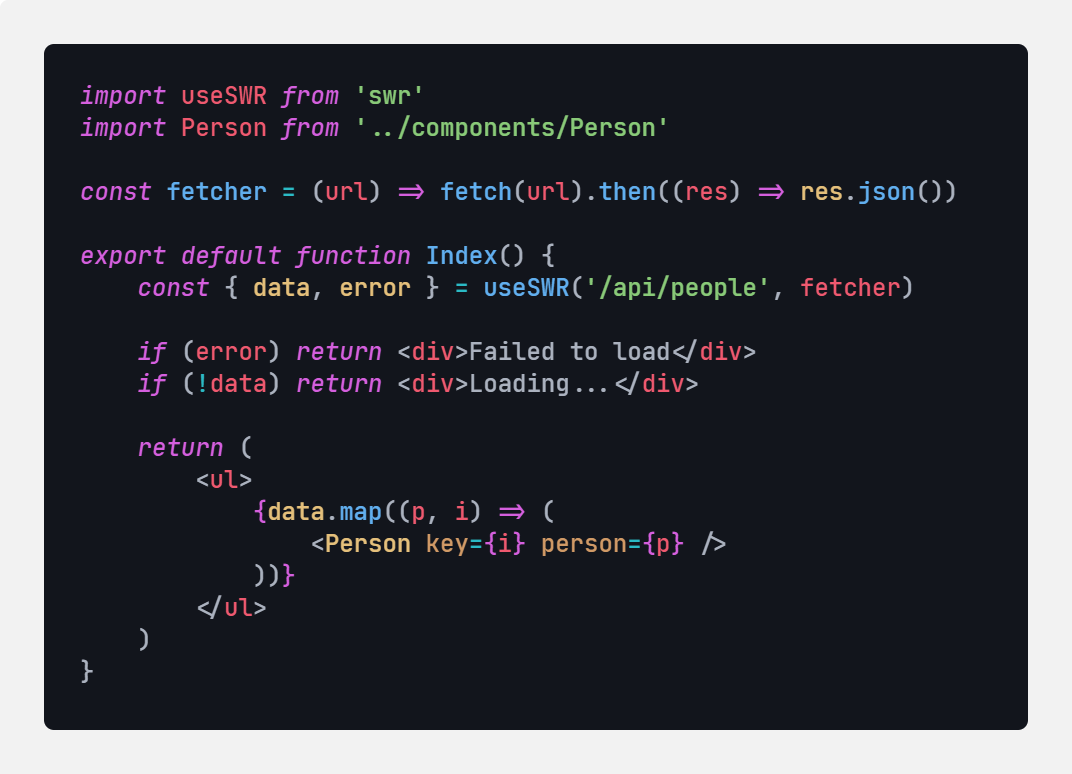 import useSWR from 'swr'
import Person from '../components/Person'

const fetcher = (url) => fetch(url).then((res) => res.json())

export default function Index() {
    const { data, error } = useSWR('/api/people', fetcher)

    if (error) return <div>Failed to load</div>
    if (!data) return <div>Loading...</div>

    return (
        <ul>
            {data.map((p, i) => (
                <Person key={i} person={p} />
            ))}
        </ul>
    )
}